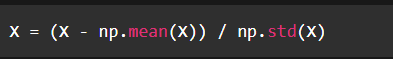 X = (X - np.mean(X)) / np.std(X)